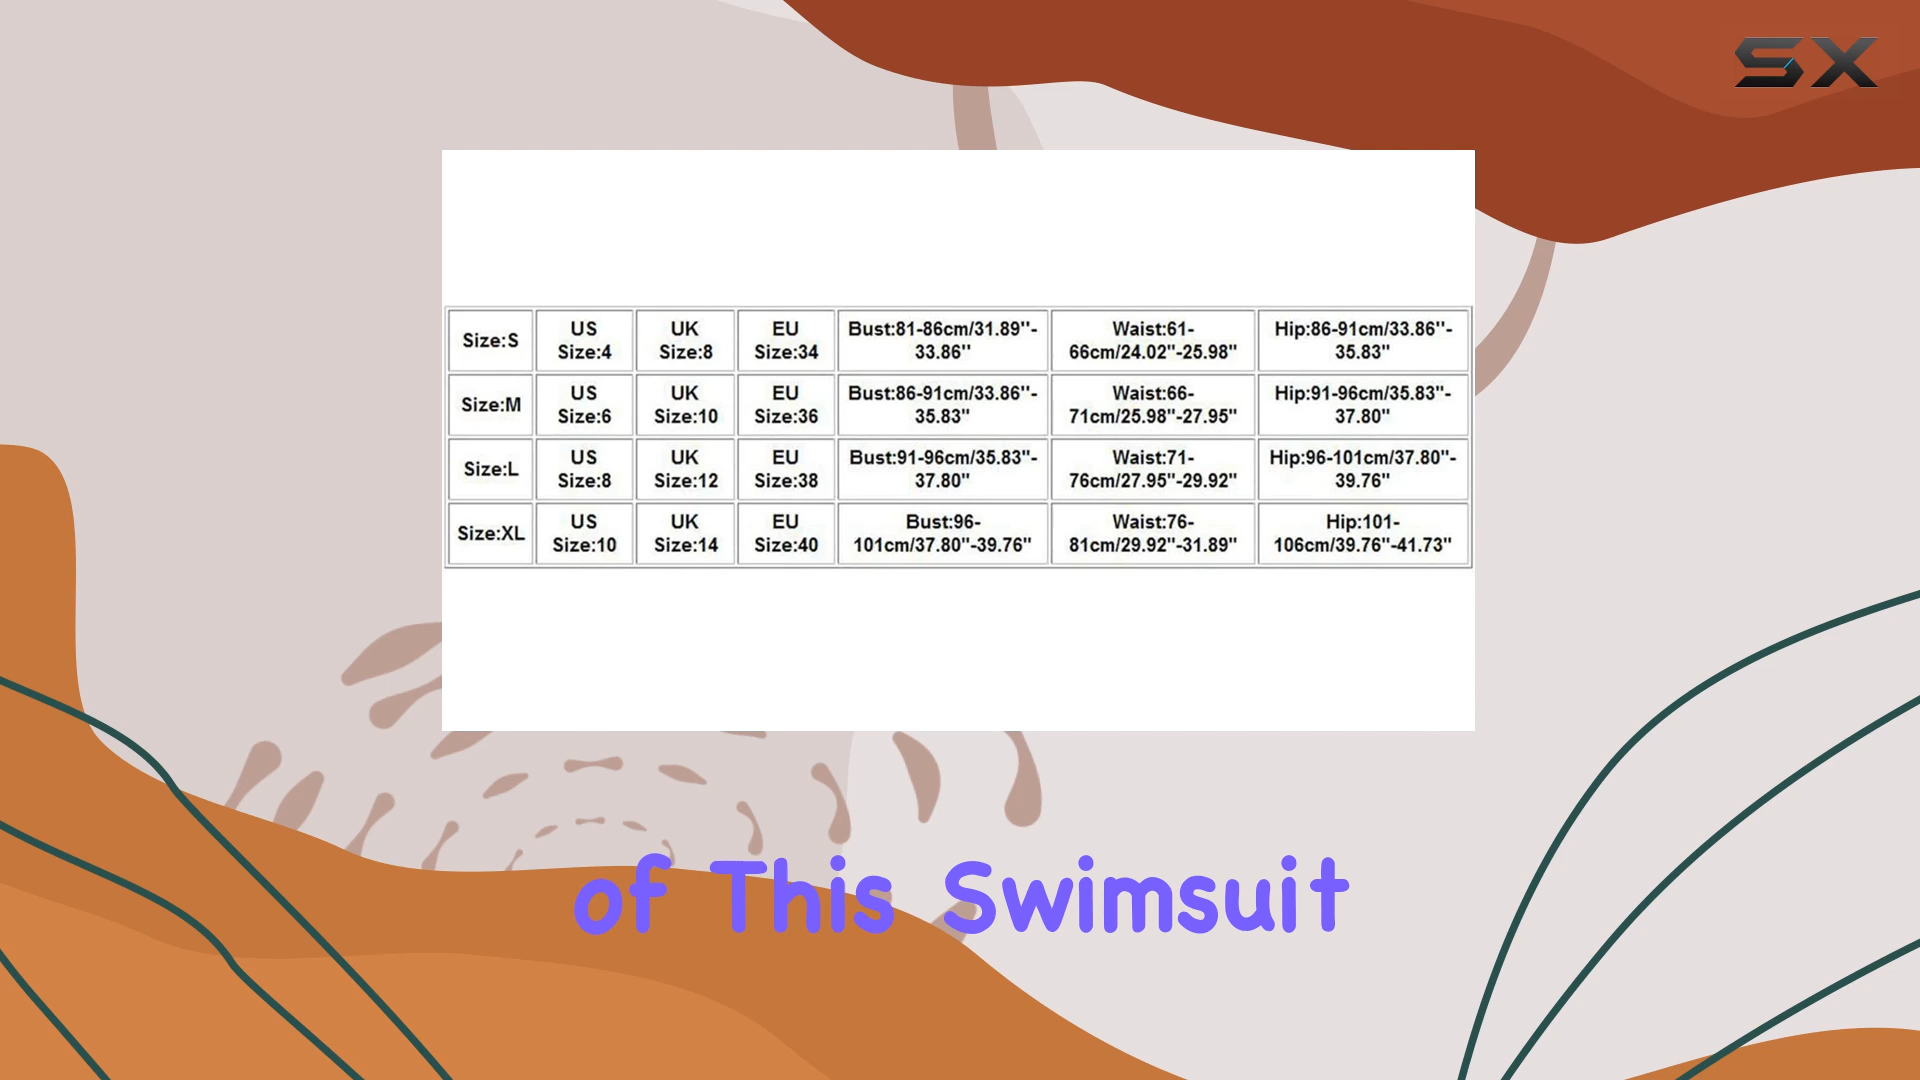 SX
Size:S US Size:4 UK Size:8 EU Size:34 Bust:81-86cm/31.89''-33.86'' Waist:61-66cm/24.02"-25.98" Hip:86-91cm/33.86''-35.83"
Size:M US Size:6 UK Size:10 EU Size:36 Bust:86-91cm/33.86''-35.83" Waist:66-71cm/25.98"-27.95" Hip:91-96cm/35.83"-37.80"
Size:L US Size:8 UK Size:12 EU Size:38 Bust:91-96cm/35.83"-37.80" Waist:71-76cm/27.95"-29.92" Hip:96-101cm/37.80"-39.76"
Size:XL US Size:10 UK Size:14 EU Size:40 Bust:96-101cm/37.80"-39.76" Waist:76-81cm/29.92"-31.89" Hip:101-106cm/39.76"-41.73"
of This Swimsuit